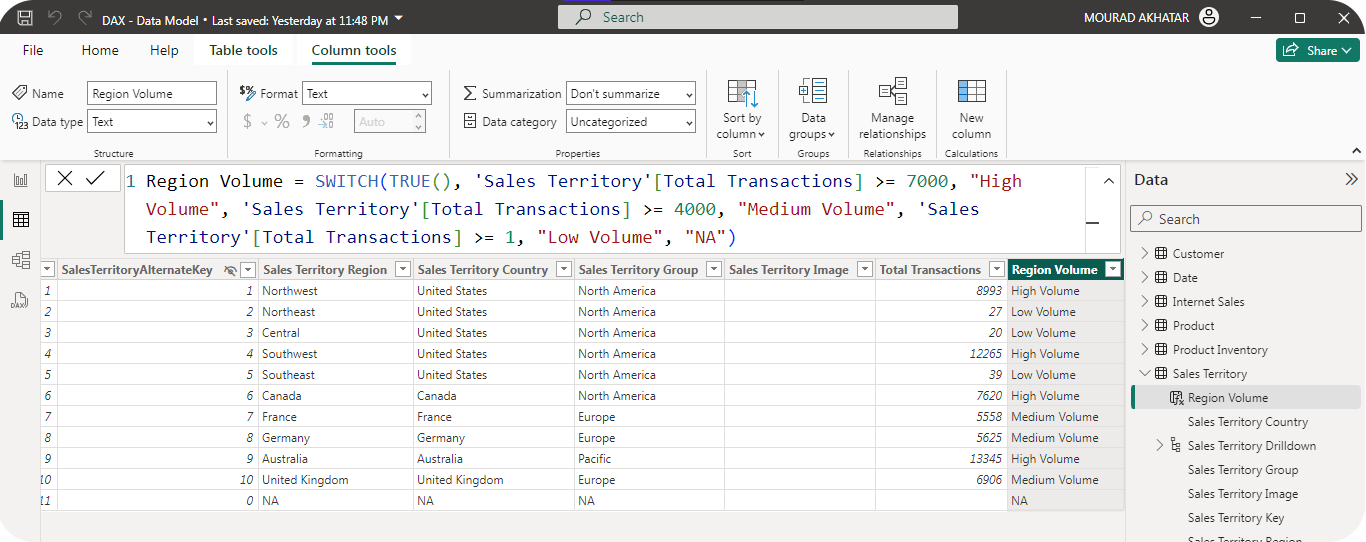 DAX - Data Model • Last saved: Yesterday at 11:48 PM
Search
MOURAD AKHATAR
File Home Help Table tools Column tools
Share
Name Region Volume
Data type Text
Structure
Format Text
$ % Auto
Formatting
Summarization Don't summarize
Data category Uncategorized
Properties
Sort by column
Sort
Data groups
Groups
Manage relationships
Relationships
New column
Calculations
1 Region Volume = SWITCH(TRUE(), 'Sales Territory'[Total Transactions] >= 7000, "High
Volume", 'Sales Territory'[Total Transactions] >= 4000, "Medium Volume", 'Sales
Territory'[Total Transactions] >= 1, "Low Volume", "NA")
SalesTerritoryAlternateKey Sales Territory Region Sales Territory Country Sales Territory Group Sales Territory Image Total Transactions Region Volume
1 1 Northwest United States North America 8993 High Volume
2 2 Northeast United States North America 27 Low Volume
3 3 Central United States North America 20 Low Volume
4 4 Southwest United States North America 12265 High Volume
5 5 Southeast United States North America 39 Low Volume
6 6 Canada Canada North America 7620 High Volume
7 7 France France Europe 5558 Medium Volume
8 8 Germany Germany Europe 5625 Medium Volume
9 9 Australia Australia Pacific 13345 High Volume
10 10 United Kingdom United Kingdom Europe 6906 Medium Volume
11 0 NA NA NA NA
Data
Search
Customer
Date
Internet Sales
Product
Product Inventory
Sales Territory
Region Volume
Sales Territory Country
Sales Territory Drilldown
Sales Territory Group
Sales Territory Image
Sales Territory Key
Sales Territory Region